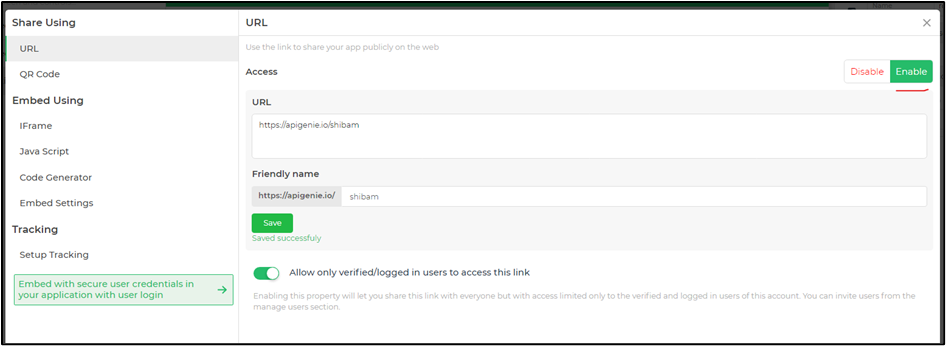 Share Using
URL
QR Code
Embed Using
IFrame
Java Script
Code Generator
Embed Settings
Tracking
Setup Tracking
Embed with secure user credentials in
your application with user login
URL
Use the link to share your app publicly on the web
Access
Disable
Enable
URL
https://apigenie.io/shibam
Friendly name
https://apigenie.io/
shibam
Save
Saved successfuly
Allow only verified/logged in users to access this link
Enabling this property will let you share this link with everyone but with access limited only to the verified and logged in users of this account. You can invite users from the
manage users section.